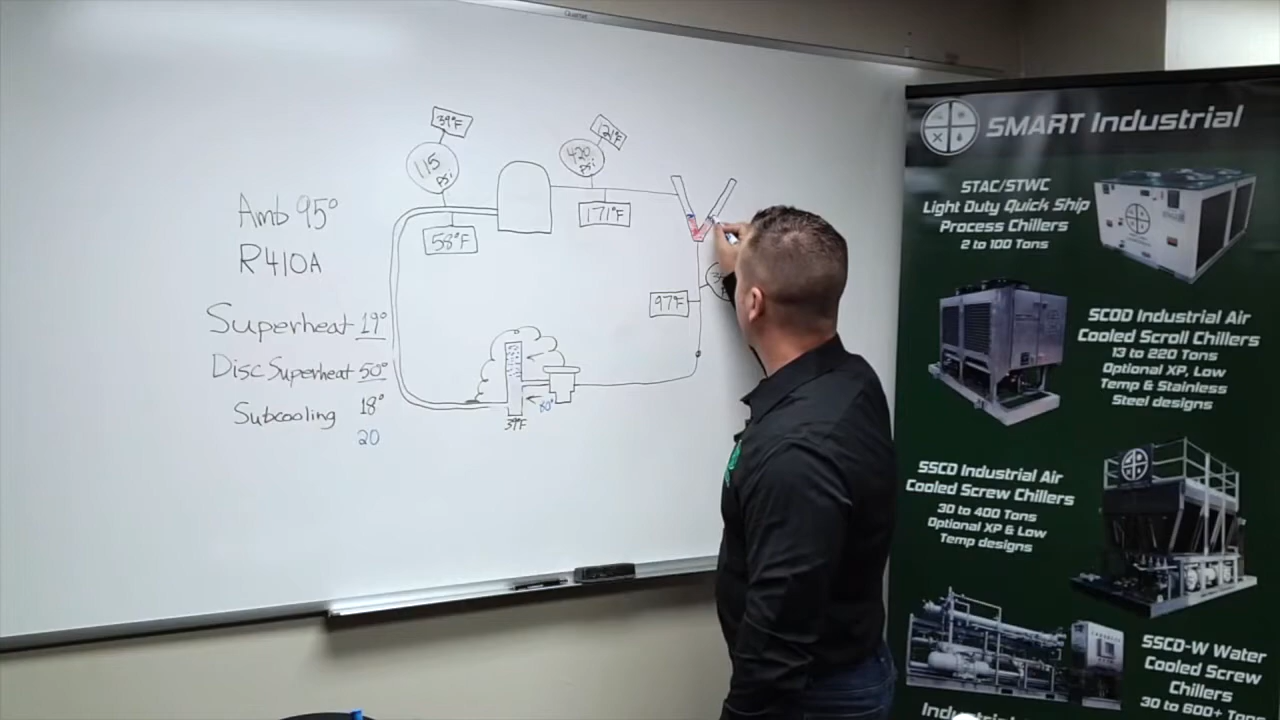 Quartet
39°F
115
psi
58°F
420
psi
171°F
97°F
Amb 95°
R410A
Superheat 19°
Disc Superheat 50°
Subcooling 18°
20
39°F
SMART Industrial
STAC/STWC
Light Duty Quick Ship
Process Chillers
2 to 100 Tons
SCOD Industrial Air
Cooled Scroll Chillers
13 to 220 Tons
Optional XP, Low
Temp & Stainless
Steel designs
SSCD Industrial Air
Cooled Screw Chillers
30 to 400 Tons
Optional XP & Low
Temp designs
SSCD-W Water
Cooled Screw
Chillers
30 to 600+ Tons